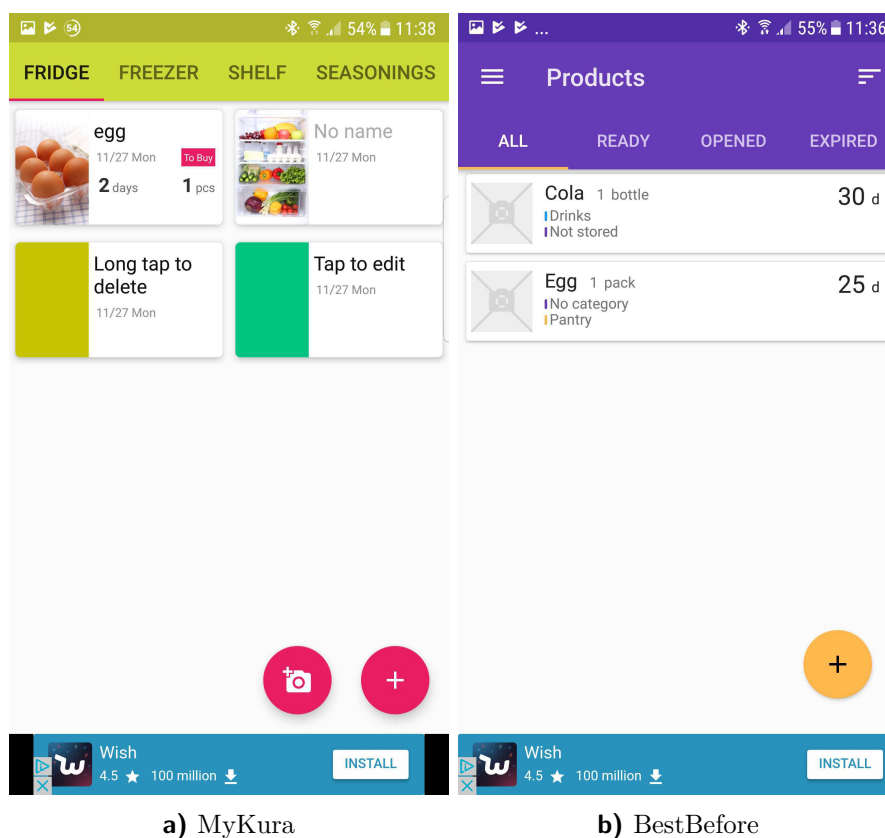 54 54% 11:38
FRIDGE FREEZER SHELF SEASONINGS
egg
11/27 Mon To Buy
2 days 1 pcs
No name
11/27 Mon
Long tap to
delete
11/27 Mon
Tap to edit
11/27 Mon
+
Wish
4.5 ★ 100 million
INSTALL
a) MyKura
... 55% 11:36
Products
ALL READY OPENED EXPIRED
Cola 1 bottle 30 d
Drinks
Not stored
Egg 1 pack 25 d
No category
Pantry
+
Wish
4.5 ★ 100 million
INSTALL
b) BestBefore